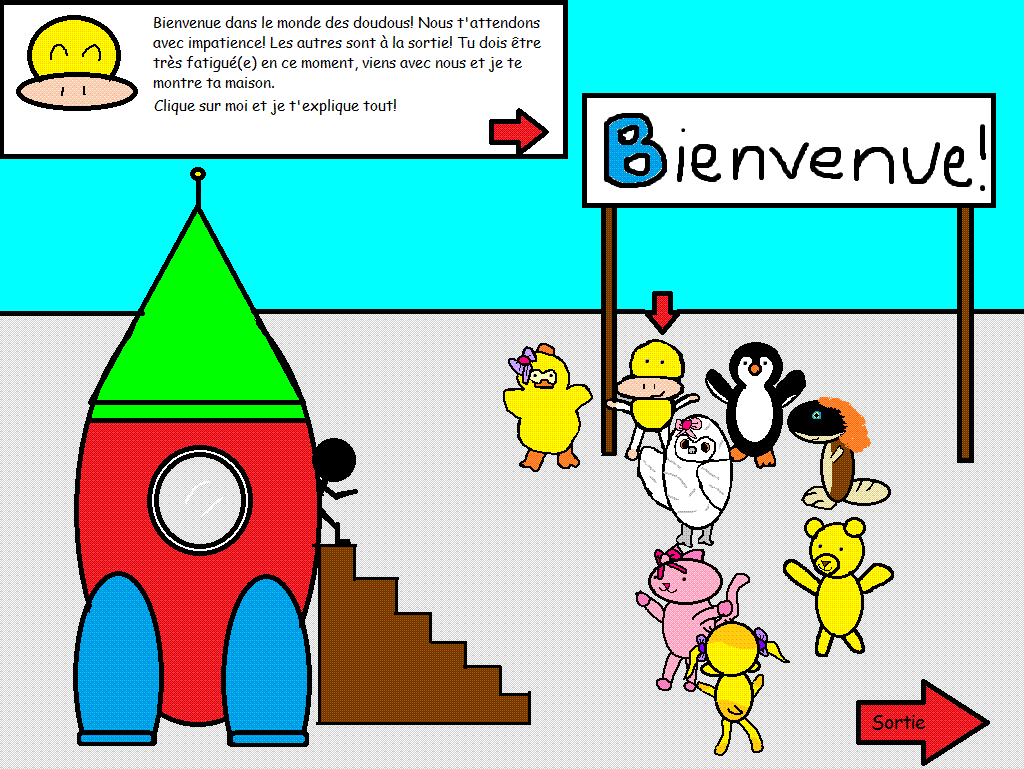 Bienvenue dans le monde des doudous! Nous t'attendons
avec impatience! Les autres sont à la sortie! Tu dois être
très fatigué(e) en ce moment, viens avec nous et je te
montre ta maison.
Clique sur moi et je t'explique tout!
Bienvenue!
Sortie